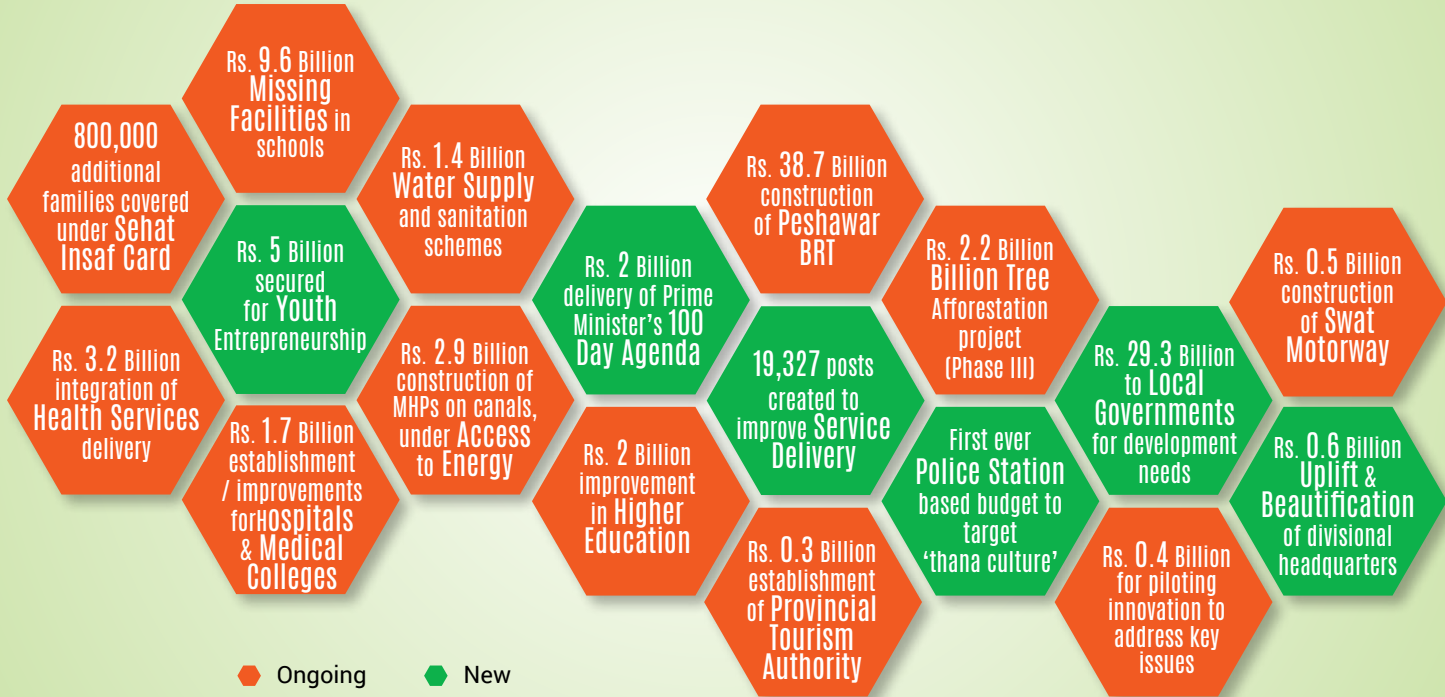 Rs. 9.6 Billion
Missing
Facilities in
schools
800,000
additional
families covered
under Sehat
Insaf Card
Rs. 1.4 Billion
Water Supply
and sanitation
schemes
Rs. 5 Billion
secured
for Youth
Entrepreneurship
Rs. 3.2 Billion
integration of
Health Services
delivery
Rs. 1.7 Billion
establishment
/ improvements
forHospitals
& Medical
Colleges
Rs. 2.9 Billion
construction of
MHPs on canals,
under Access
to Energy
Rs. 2 Billion
delivery of Prime
Minister's 100
Day Agenda
Rs. 2 Billion
improvement
in Higher
Education
Rs. 38.7 Billion
construction
of Peshawar
BRT
19,327 posts
created to
improve Service
Delivery
Rs. 0.3 Billion
establishment
of Provincial
Tourism
Authority
Rs. 2.2 Billion
Billion Tree
Afforestation
project
(Phase III)
First ever
Police Station
based budget to
target
‘thana culture’
Rs. 29.3 Billion
to Local
Governments
for development
needs
Rs. 0.4 Billion
for piloting
innovation to
address key
issues
Rs. 0.5 Billion
construction
of Swat
Motorway
Rs. 0.6 Billion
Uplift &
Beautification
of divisional
headquarters
Ongoing
New